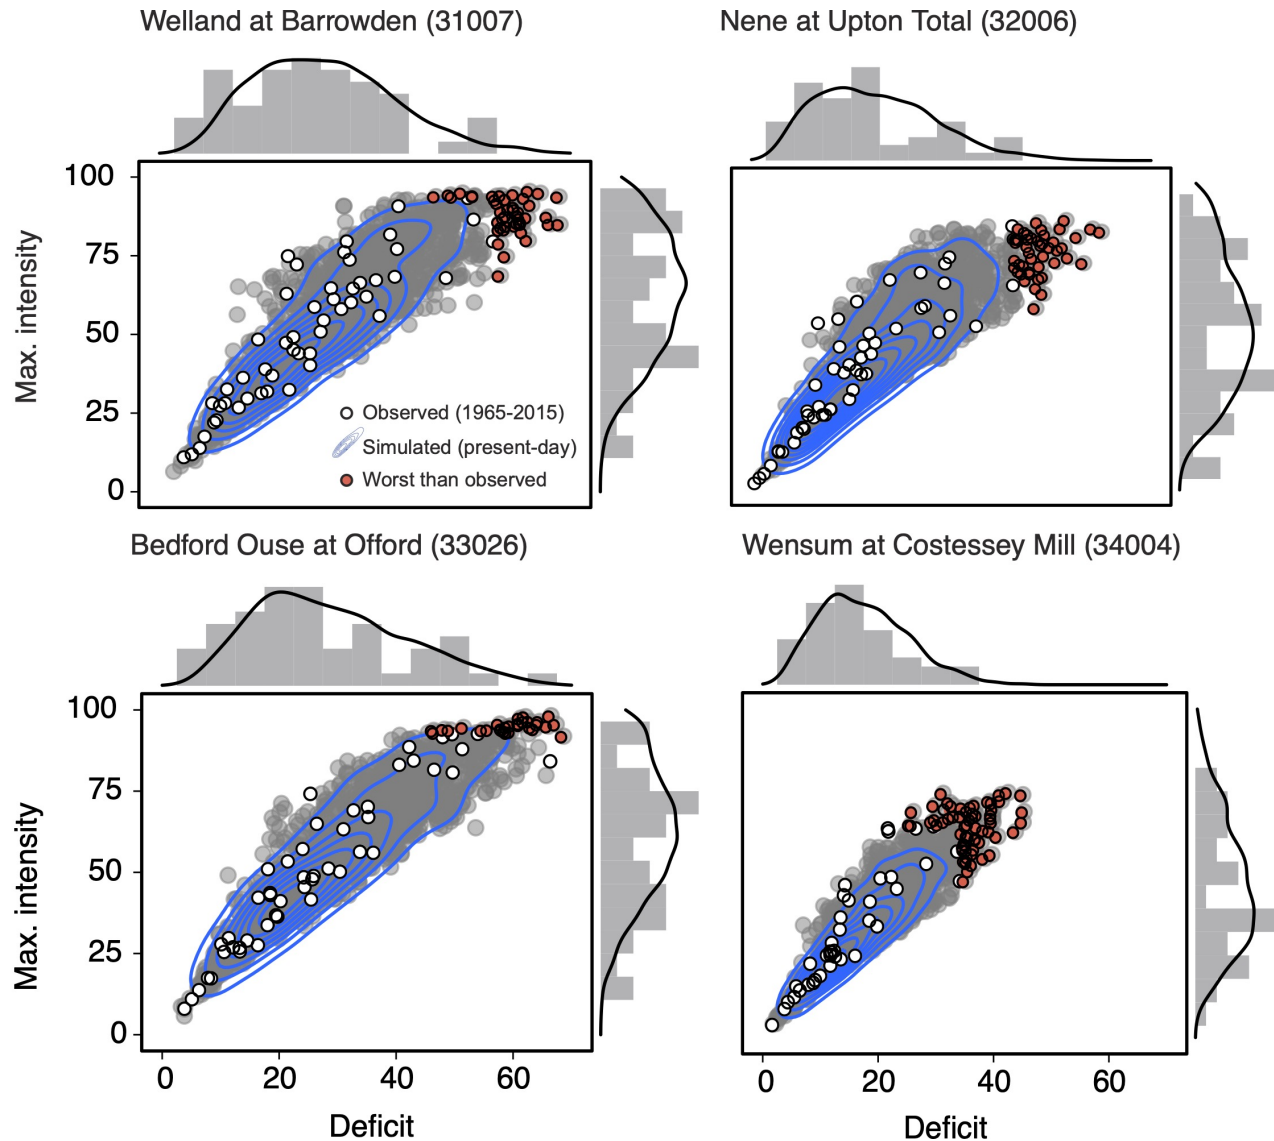 Welland at Barrowden (31007)
Nene at Upton Total (32006)
100
75
50
25
0
Max. intensity
Observed (1965-2015)
Simulated (present-day)
Worst than observed
Bedford Ouse at Offord (33026)
Wensum at Costessey Mill (34004)
100
75
50
25
0
Max. intensity
0 20 40 60
0 20 40 60
Deficit
Deficit